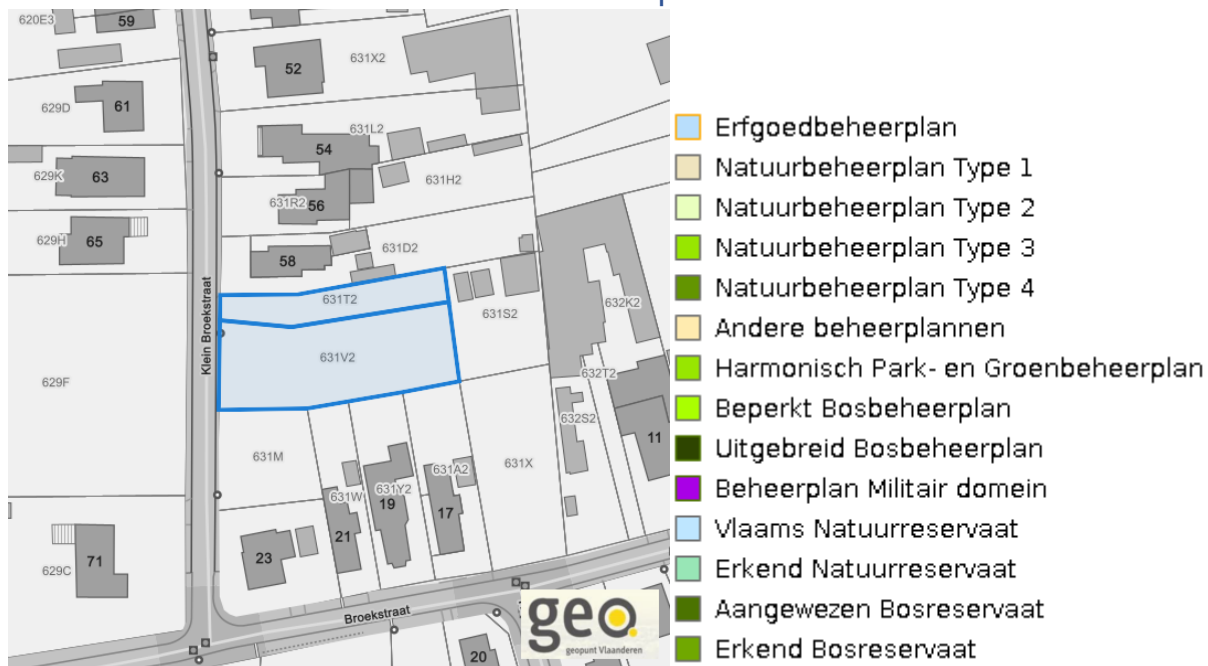 620E3
59
52
631X2
629D
61
631L2
54
629K
63
631H2
631R2
56
629H
65
631D2
58
Klein Broekstraat
631T2
631S2
632K2
631V2
629F
632T2
632S2
11
631M
631X
631A2
631W
631Y2
19
17
21
23
71
629C
Broekstraat
20
geo.
geopunt Vlaanderen
Erfgoedbeheerplan
Natuurbeheerplan Type 1
Natuurbeheerplan Type 2
Natuurbeheerplan Type 3
Natuurbeheerplan Type 4
Andere beheerplannen
Harmonisch Park- en Groenbeheerplan
Beperkt Bosbeheerplan
Uitgebreid Bosbeheerplan
Beheerplan Militair domein
Vlaams Natuurreservaat
Erkend Natuurreservaat
Aangewezen Bosreservaat
Erkend Bosreservaat